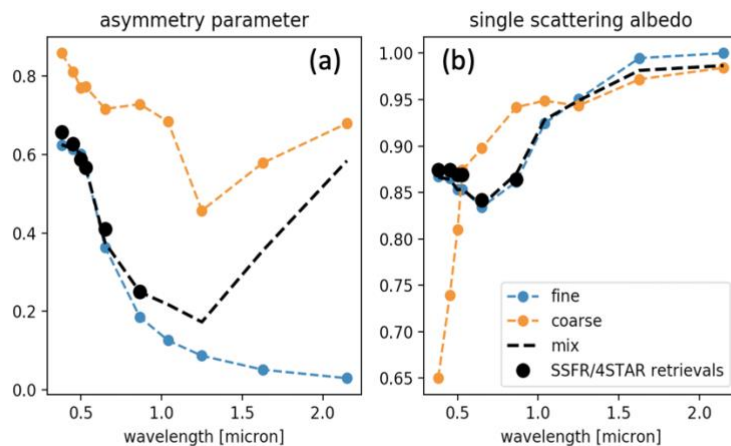 asymmetry parameter
(a)
0.8
0.6
0.4
0.2
0.0
0.5
1.0
1.5
2.0
wavelength [micron]
single scattering albedo
(b)
1.00
0.95
0.90
0.85
0.80
0.75
0.70
0.65
fine
coarse
mix
SSFR/4STAR retrievals
0.5
1.0
1.5
2.0
wavelength [micron]